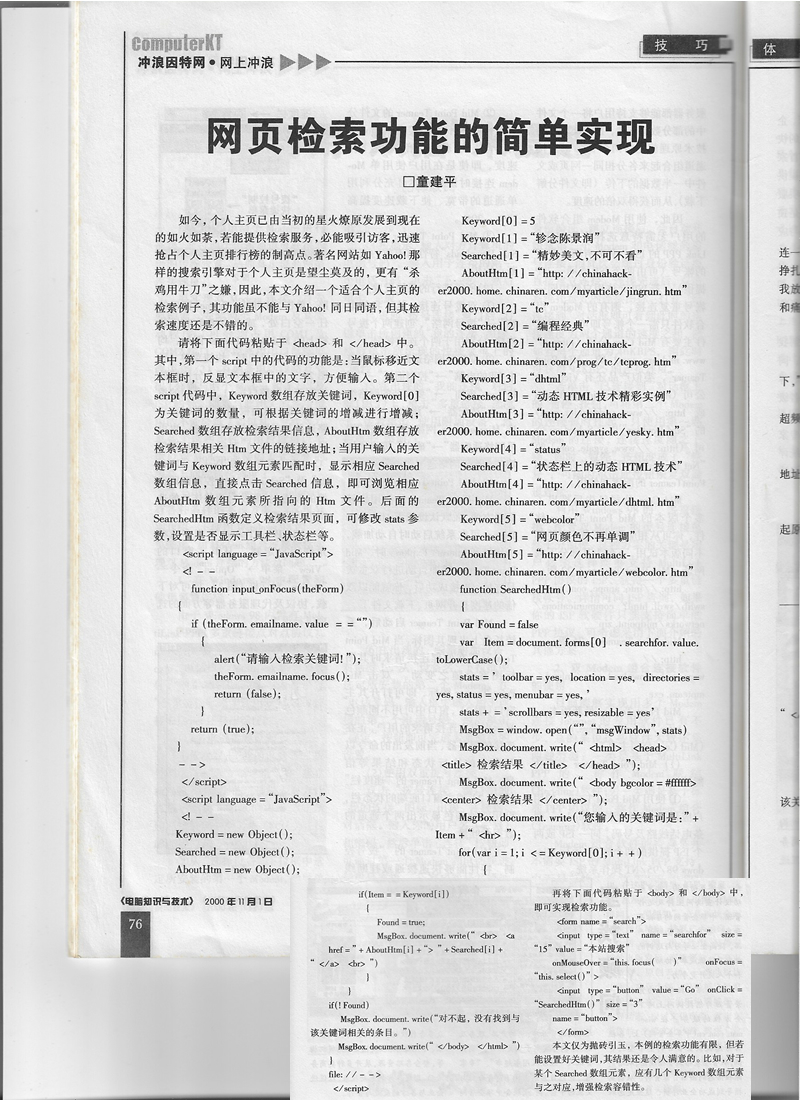 computerKT
冲浪因特网•网上冲浪
技 巧
体
网页检索功能的简单实现
□童建平
如今，个人主页已由当初的星火燎原发展到现在
的如火如荼，若能提供检索服务，必能吸引访客，迅速
抢占个人主页排行榜的制高点。著名网站如 Yahoo! 那
样的搜索引擎对于个人主页是望尘莫及的，更有 “杀
鸡用牛刀”之嫌，因此，本文介绍一个适合个人主页的
检索例子，其功能虽不能与 Yahoo! 同日同语，但其检
索速度还是不错的。
请将下面代码粘贴于 <head> 和 </head> 中。
其中，第一个 script 中的代码的功能是：当鼠标移近文
本框时，反显文本框中的文字，方便输入。第二个
script 代码中，Keyword 数组存放关键词，Keyword[0]
为关键词的数量，可根据关键词的增减进行增减；
Searched 数组存放检索结果信息，AboutHtm 数组存放
检索结果相关 Htm 文件的链接地址；当用户输入的关
键词与 Keyword 数组元素匹配时，显示相应 Searched
数组信息，直接点击 Searched 信息，即可浏览相应
AboutHtm 数组元素所指向的 Htm 文件。后面的
SearchedHtm 函数定义检索结果页面，可修改 stats 参
数，设置是否显示工具栏、状态栏等。
<script language = “JavaScript”>
<! - -
function input_onFocus(theForm)
{
if (theForm. emailname. value = = “”)
{
alert(“请输入检索关键词! ”);
theForm. emailname. focus();
return (false);
}
return (true);
}
- - >
</script>
<script language = “JavaScript”>
<! - -
Keyword = new Object();
Searched = new Object();
AboutHtm = new Object();
Keyword[0] = 5
Keyword[1] = “轸念陈景润”
Searched[1] = “精妙美文，不可不看”
AboutHtm[1] = “http: //chinahack-
er2000. home. chinaren. com/myarticle/jingrun. htm”
Keyword[2] = “tc”
Searched[2] = “编程经典”
AboutHtm[2] = “http: //chinahack-
er2000. home. chinaren. com/prog/tc/tcprog. htm”
Keyword[3] = “dhtml”
Searched[3] = “动态 HTML 技术精彩实例”
AboutHtm[3] = “http: //chinahack-
er2000. home. chinaren. com/myarticle/yesky. htm”
Keyword[4] = “status”
Searched[4] = “状态栏上的动态 HTML 技术”
AboutHtm[4] = “http: //chinahack-
er2000. home. chinaren. com/myarticle/dhtml. htm”
Keyword[5] = “webcolor”
Searched[5] = “网页颜色不再单调”
AboutHtm[5] = “http: //chinahack-
er2000. home. chinaren. com/myarticle/webcolor. htm”
function SearchedHtm()
{
var Found = false
var Item = document. forms[0] . searchfor. value.
toLowerCase();
stats = ’ toolbar = yes, location = yes, directories =
yes, status = yes, menubar = yes, ’
stats + = ’scrollbars = yes, resizable = yes’
MsgBox = window. open(“”, “msgWindow”, stats)
MsgBox. document. write(“ <html> <head>
<title> 检索结果 </title> </head> ”);
MsgBox. document. write(“ <body bgcolor = #ffffff>
<center> 检索结果 </center> ”);
MsgBox. document. write(“您输入的关键词是: ” +
Item + “ <hr> ”);
for(var i = 1; i < = Keyword[0]; i + + )
{
《电脑知识与技术》 2000 年 11 月 1 日
76
if(Item = = Keyword[i])
{
Found = true;
MsgBox. document. write(“ <br> <a
href = ” + AboutHtm[i] + “> ” + Searched[i] +
“ </a> <br> ”)
}
}
if(! Found)
MsgBox. document. write(“对不起，没有找到与
该关键词相关的条目。”)
MsgBox. document. write(“ </body> </html> ”)
}
file: // - - >
</script>
再将下面代码粘贴于 <body> 和 </body> 中，
即可实现检索功能。
<form name = “search”>
<input type = “text” name = “searchfor” size =
“15” value = “本站搜索”
onMouseOver = “this. focus( )” onFocus =
“this. select()” >
<input type = “button” value = “Go” onClick =
“SearchedHtm()” size = “3”
name = “button”>
</form>
本文仅为抛砖引玉，本例的检索功能有限，但若
能设置好关键词，其结果还是令人满意的。比如，对于
某个 Searched 数组元素，应有几个 Keyword 数组元素
与之对应，增强检索容错性。
连一
挣扎
我放
和痛
下，”
超频
地址
起原
“ <
该关